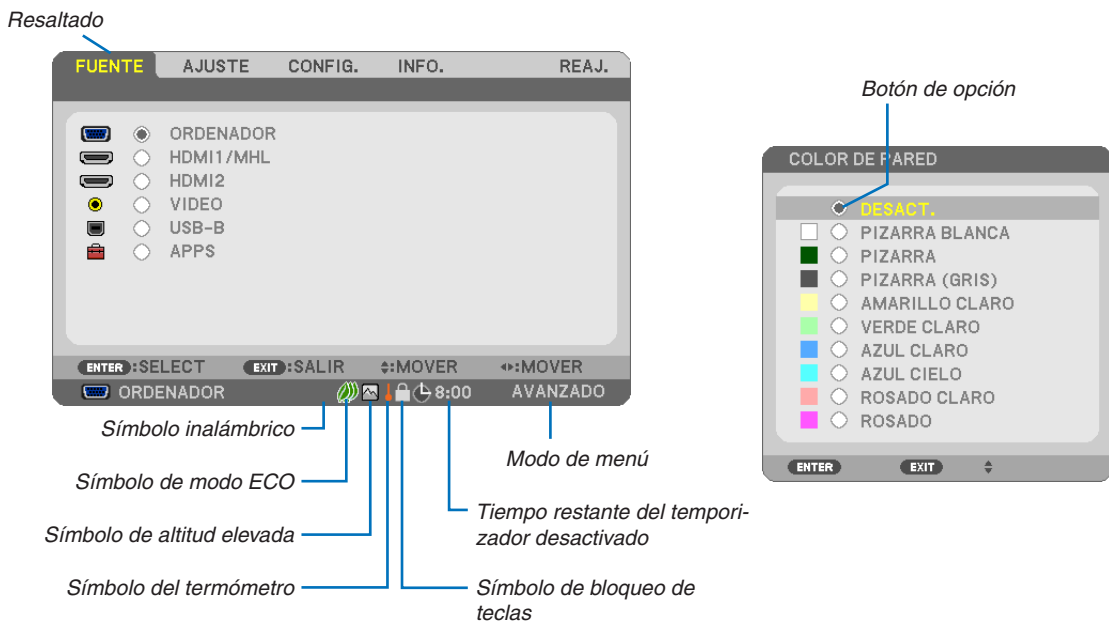 Resaltado
FUENTE AJUSTE CONFIG. INFO. REAJ.
ORDENADOR
HDMI1/MHL
HDMI2
VIDEO
USB-B
APPS
ENTER:SELECT EXIT:SALIR :MOVER :MOVER
ORDENADOR 8:00 AVANZADO
Símbolo inalámbrico
Símbolo de modo ECO
Símbolo de altitud elevada
Símbolo del termómetro
Modo de menú
Tiempo restante del tempori-
zador desactivado
Símbolo de bloqueo de
teclas
Botón de opción
COLOR DE PARED
DESACT.
PIZARRA BLANCA
PIZARRA
PIZARRA (GRIS)
AMARILLO CLARO
VERDE CLARO
AZUL CLARO
AZUL CIELO
ROSADO CLARO
ROSADO
ENTER EXIT